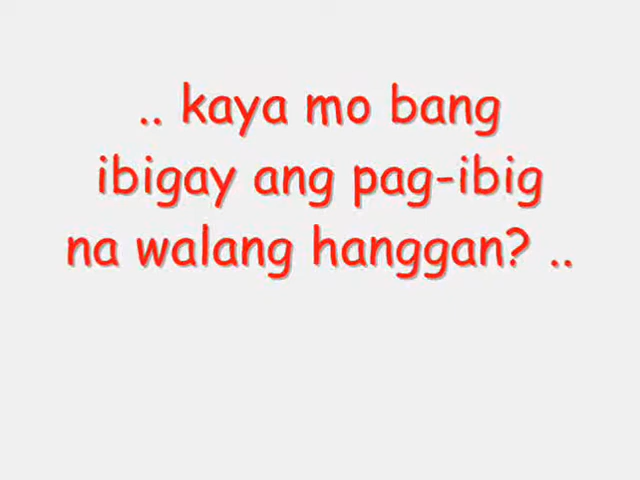 .. kaya mo bang
ibigay ang pag-ibig
na walang hanggan? ..